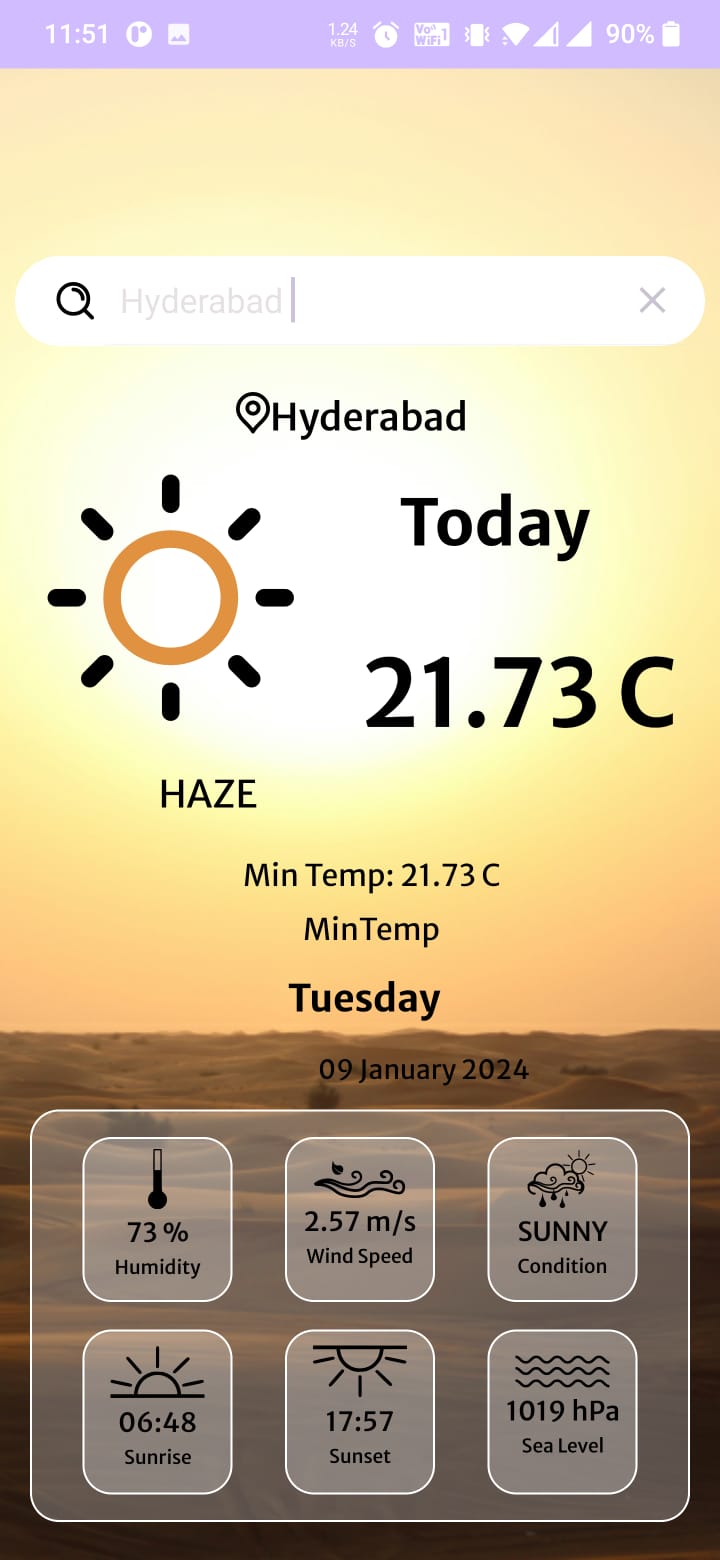 11:51 1.24 KB/S Vo WiFi 1 90%
Hyderabad
Hyderabad
Today
21.73 C
HAZE
Min Temp: 21.73 C
MinTemp
Tuesday
09 January 2024
73 % 2.57 m/s SUNNY
Humidity Wind Speed Condition
06:48 17:57 1019 hPa
Sunrise Sunset Sea Level